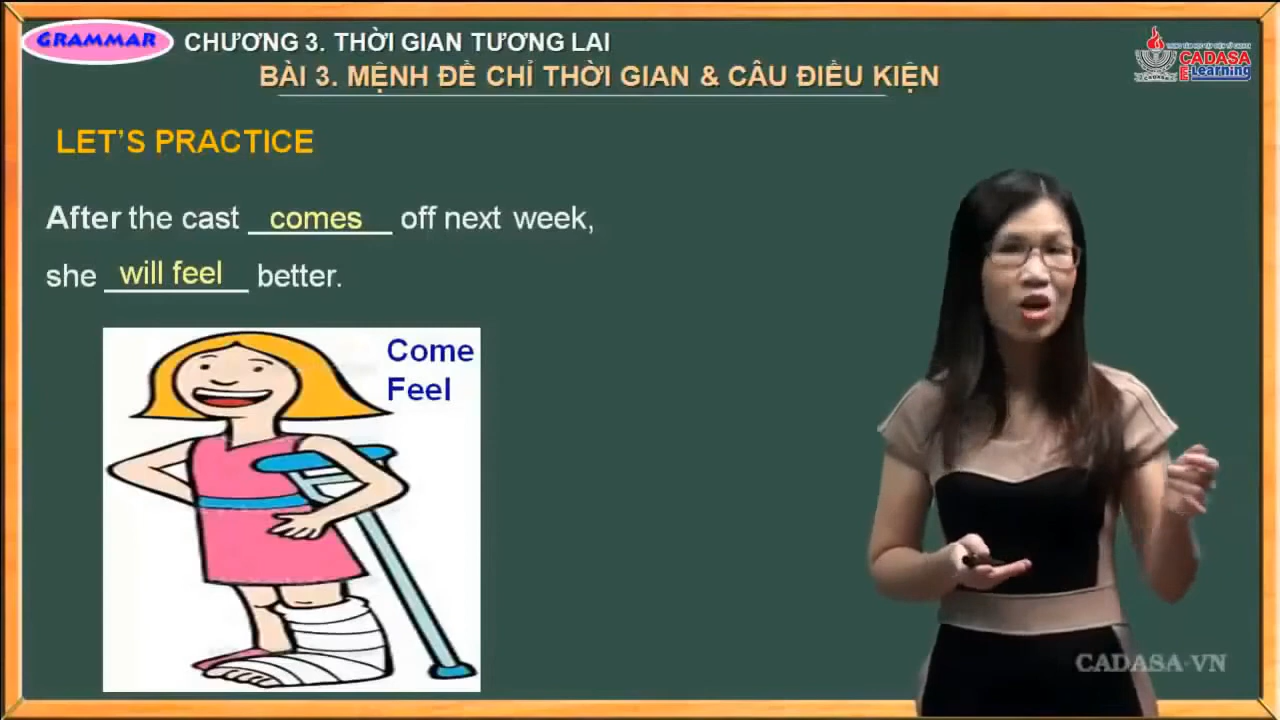 GRAMMAR
CHƯƠNG 3. THỜI GIAN TƯƠNG LAI
BÀI 3. MỆNH ĐỀ CHỈ THỜI GIAN & CÂU ĐIỀU KIỆN
CADASA
E-Learning
LET'S PRACTICE
After the cast comes off next week,
she will feel better.
Come
Feel
CADASA.VN